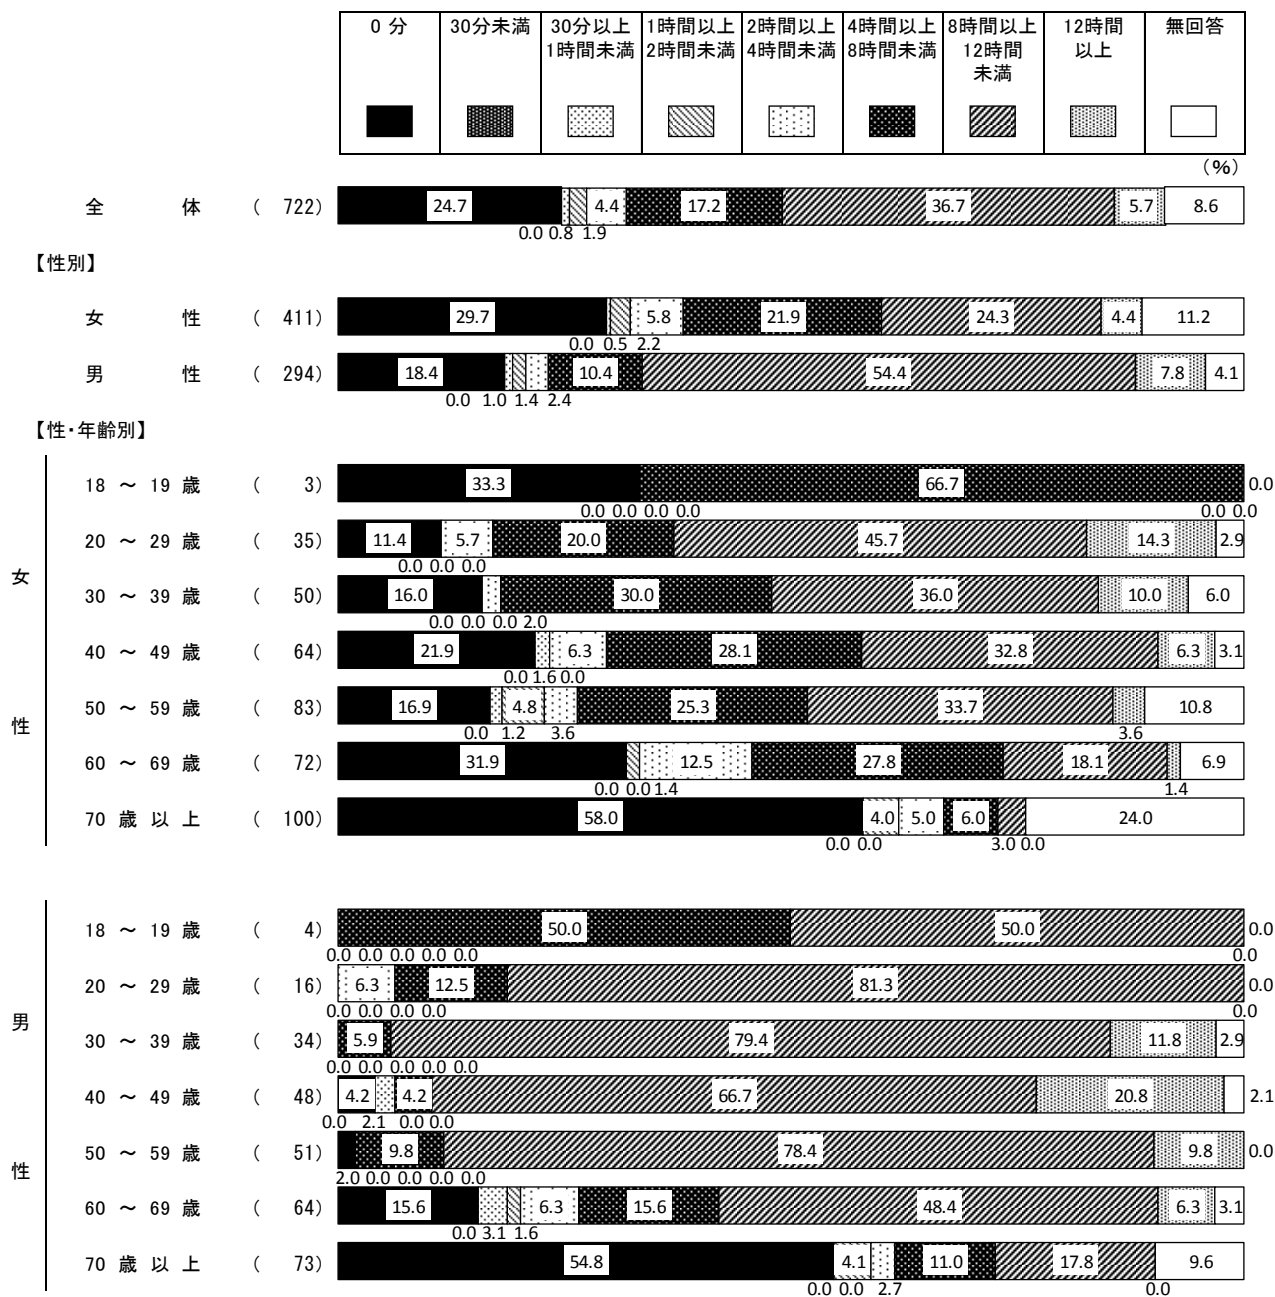 0 分 30分未満 30分以上 1時間以上 2時間以上 4時間以上 8時間以上 12時間 無回答
1時間未満 2時間未満 4時間未満 8時間未満 12時間 以上
未満
(%)
全 体 ( 722) 24.7 4.4 17.2 36.7 5.7 8.6
0.0 0.8 1.9
【性別】
女 性 ( 411) 29.7 5.8 21.9 24.3 4.4 11.2
0.0 0.5 2.2
男 性 ( 294) 18.4 10.4 54.4 7.8 4.1
0.0 1.0 1.4 2.4
【性・年齢別】
18 ～ 19 歳 ( 3) 33.3 66.7 0.0
0.0 0.0 0.0 0.0 0.0 0.0
20 ～ 29 歳 ( 35) 11.4 5.7 20.0 45.7 14.3 2.9
0.0 0.0 0.0
女
30 ～ 39 歳 ( 50) 16.0 30.0 36.0 10.0 6.0
0.0 0.0 0.0 2.0
40 ～ 49 歳 ( 64) 21.9 6.3 28.1 32.8 6.3 3.1
0.0 1.6 0.0
50 ～ 59 歳 ( 83) 16.9 4.8 25.3 33.7 10.8
性
0.0 1.2 3.6 3.6
60 ～ 69 歳 ( 72) 31.9 12.5 27.8 18.1 6.9
0.0 0.0 1.4 1.4
70 歳 以 上 ( 100) 58.0 4.0 5.0 6.0 24.0
0.0 0.0 3.0 0.0
18 ～ 19 歳 ( 4) 50.0 50.0 0.0
0.0 0.0 0.0 0.0 0.0 0.0
20 ～ 29 歳 ( 16) 6.3 12.5 81.3 0.0
0.0 0.0 0.0 0.0 0.0
男
30 ～ 39 歳 ( 34) 5.9 79.4 11.8 2.9
0.0 0.0 0.0 0.0 0.0
40 ～ 49 歳 ( 48) 4.2 4.2 66.7 20.8 2.1
0.0 2.1 0.0 0.0
50 ～ 59 歳 ( 51) 9.8 78.4 9.8 0.0
性
2.0 0.0 0.0 0.0 0.0
60 ～ 69 歳 ( 64) 15.6 6.3 15.6 48.4 6.3 3.1
0.0 3.1 1.6
70 歳 以 上 ( 73) 54.8 4.1 11.0 17.8 9.6
0.0 0.0 2.7 0.0